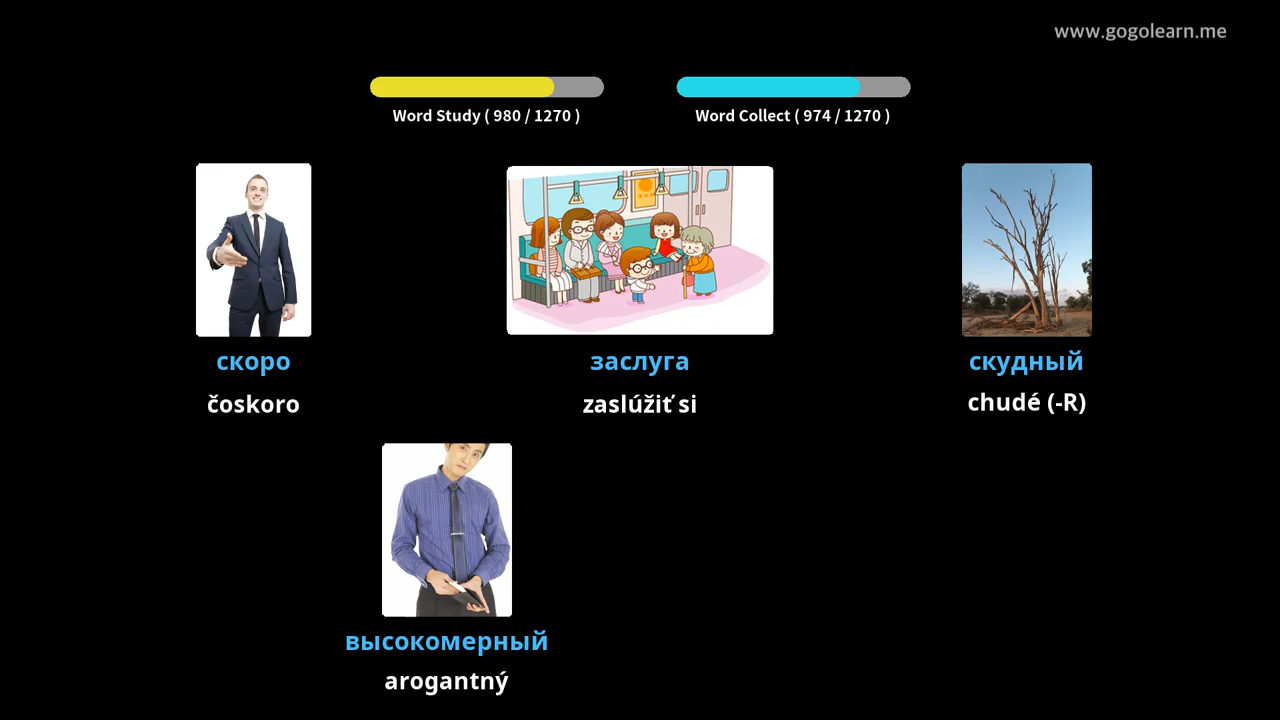 www.gogolearn.me
Word Study ( 980 / 1270 )
Word Collect ( 974 / 1270 )
скоро
заслуга
скудный
čoskoro
zaslúžiť si
chudé (-R)
высокомерный
arogantný